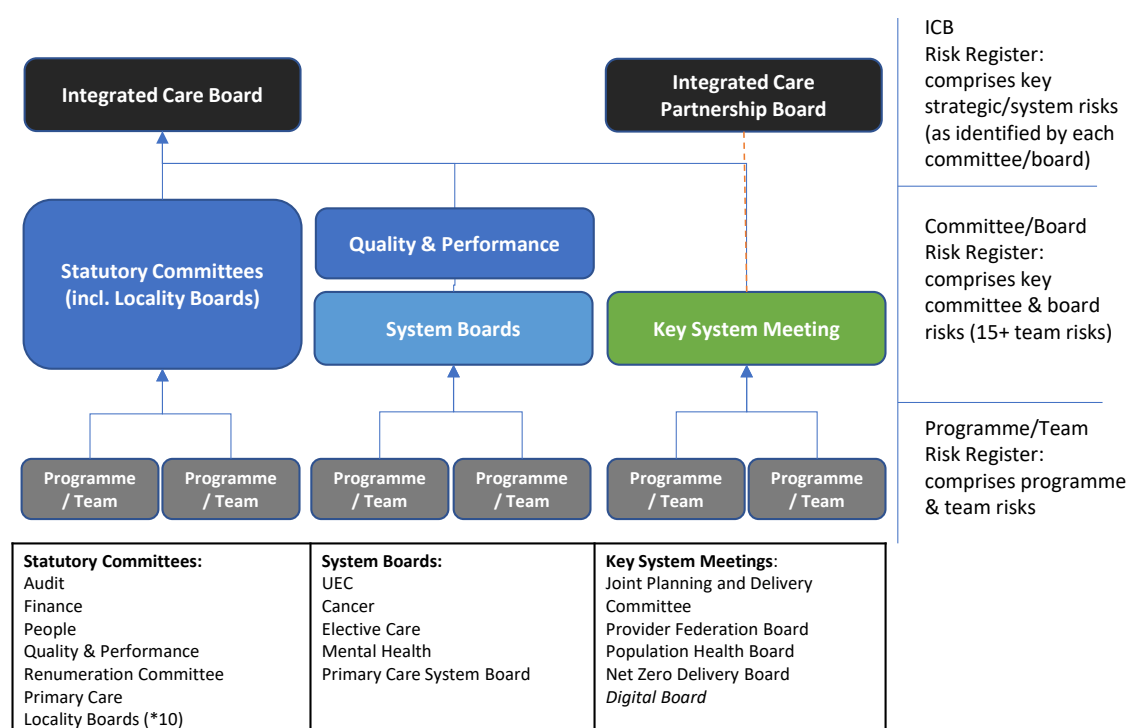 Integrated Care Board
Integrated Care
Partnership Board
ICB
Risk Register:
comprises key
strategic/system risks
(as identified by each
committee/board)
Statutory Committees
(incl. Locality Boards)
Quality & Performance
System Boards
Key System Meeting
Committee/Board
Risk Register:
comprises key
committee & board
risks (15+ team risks)
Programme
/ Team
Programme
/ Team
Programme
/ Team
Programme
/ Team
Programme
/ Team
Programme
/ Team
Programme/Team
Risk Register:
comprises programme
& team risks
Statutory Committees:
Audit
Finance
People
Quality & Performance
Renumeration Committee
Primary Care
Locality Boards (*10)
System Boards:
UEC
Cancer
Elective Care
Mental Health
Primary Care System Board
Key System Meetings:
Joint Planning and Delivery
Committee
Provider Federation Board
Population Health Board
Net Zero Delivery Board
Digital Board